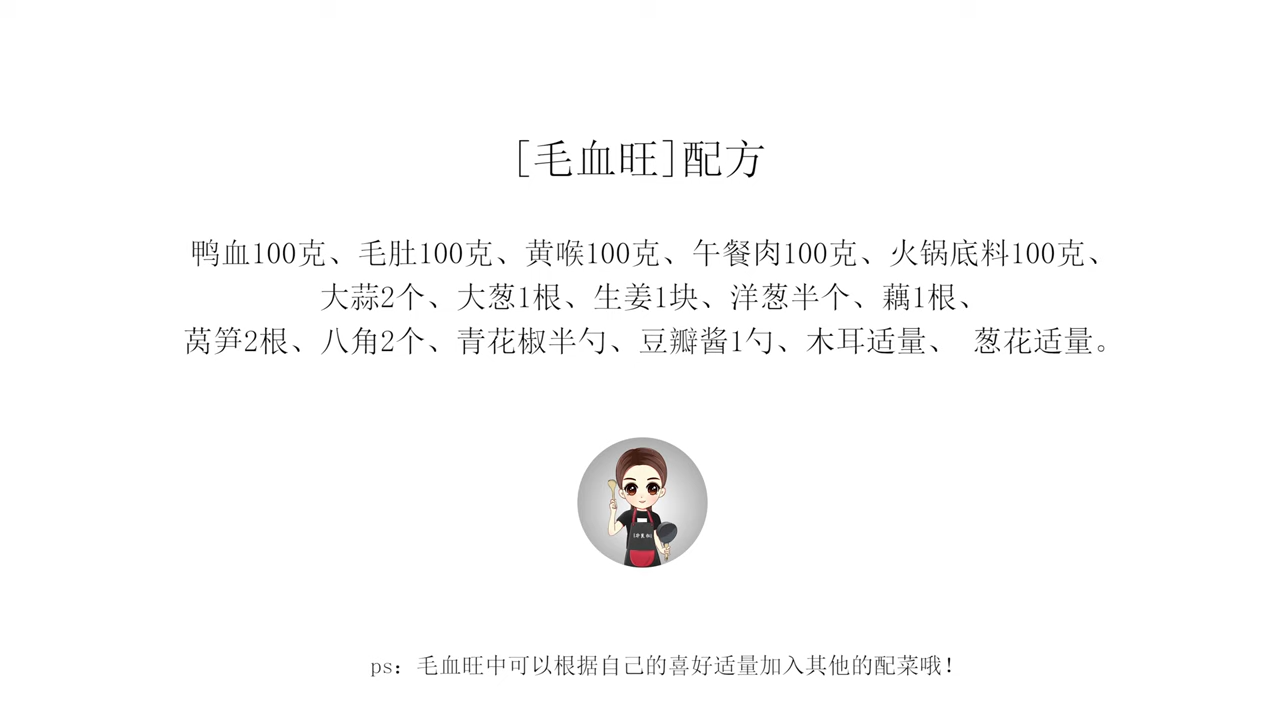 [毛血旺]配方
鸭血100克、毛肚100克、黄喉100克、午餐肉100克、火锅底料100克、
大蒜2个、大葱1根、生姜1块、洋葱半个、藕1根、
莴笋2根、八角2个、青花椒半勺、豆瓣酱1勺、木耳适量、 葱花适量。
ps：毛血旺中可以根据自己的喜好适量加入其他的配菜哦！